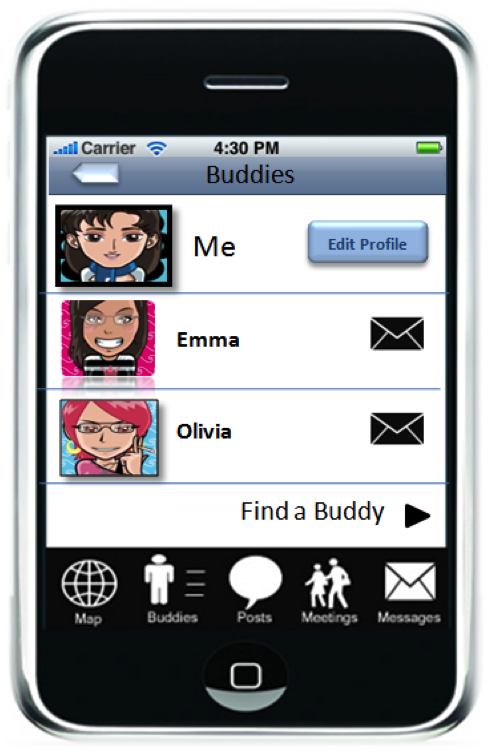 Carrier 4:30 PM
Buddies
Me Edit Profile
Emma
Olivia
Find a Buddy
Map Buddies Posts Meetings Messages